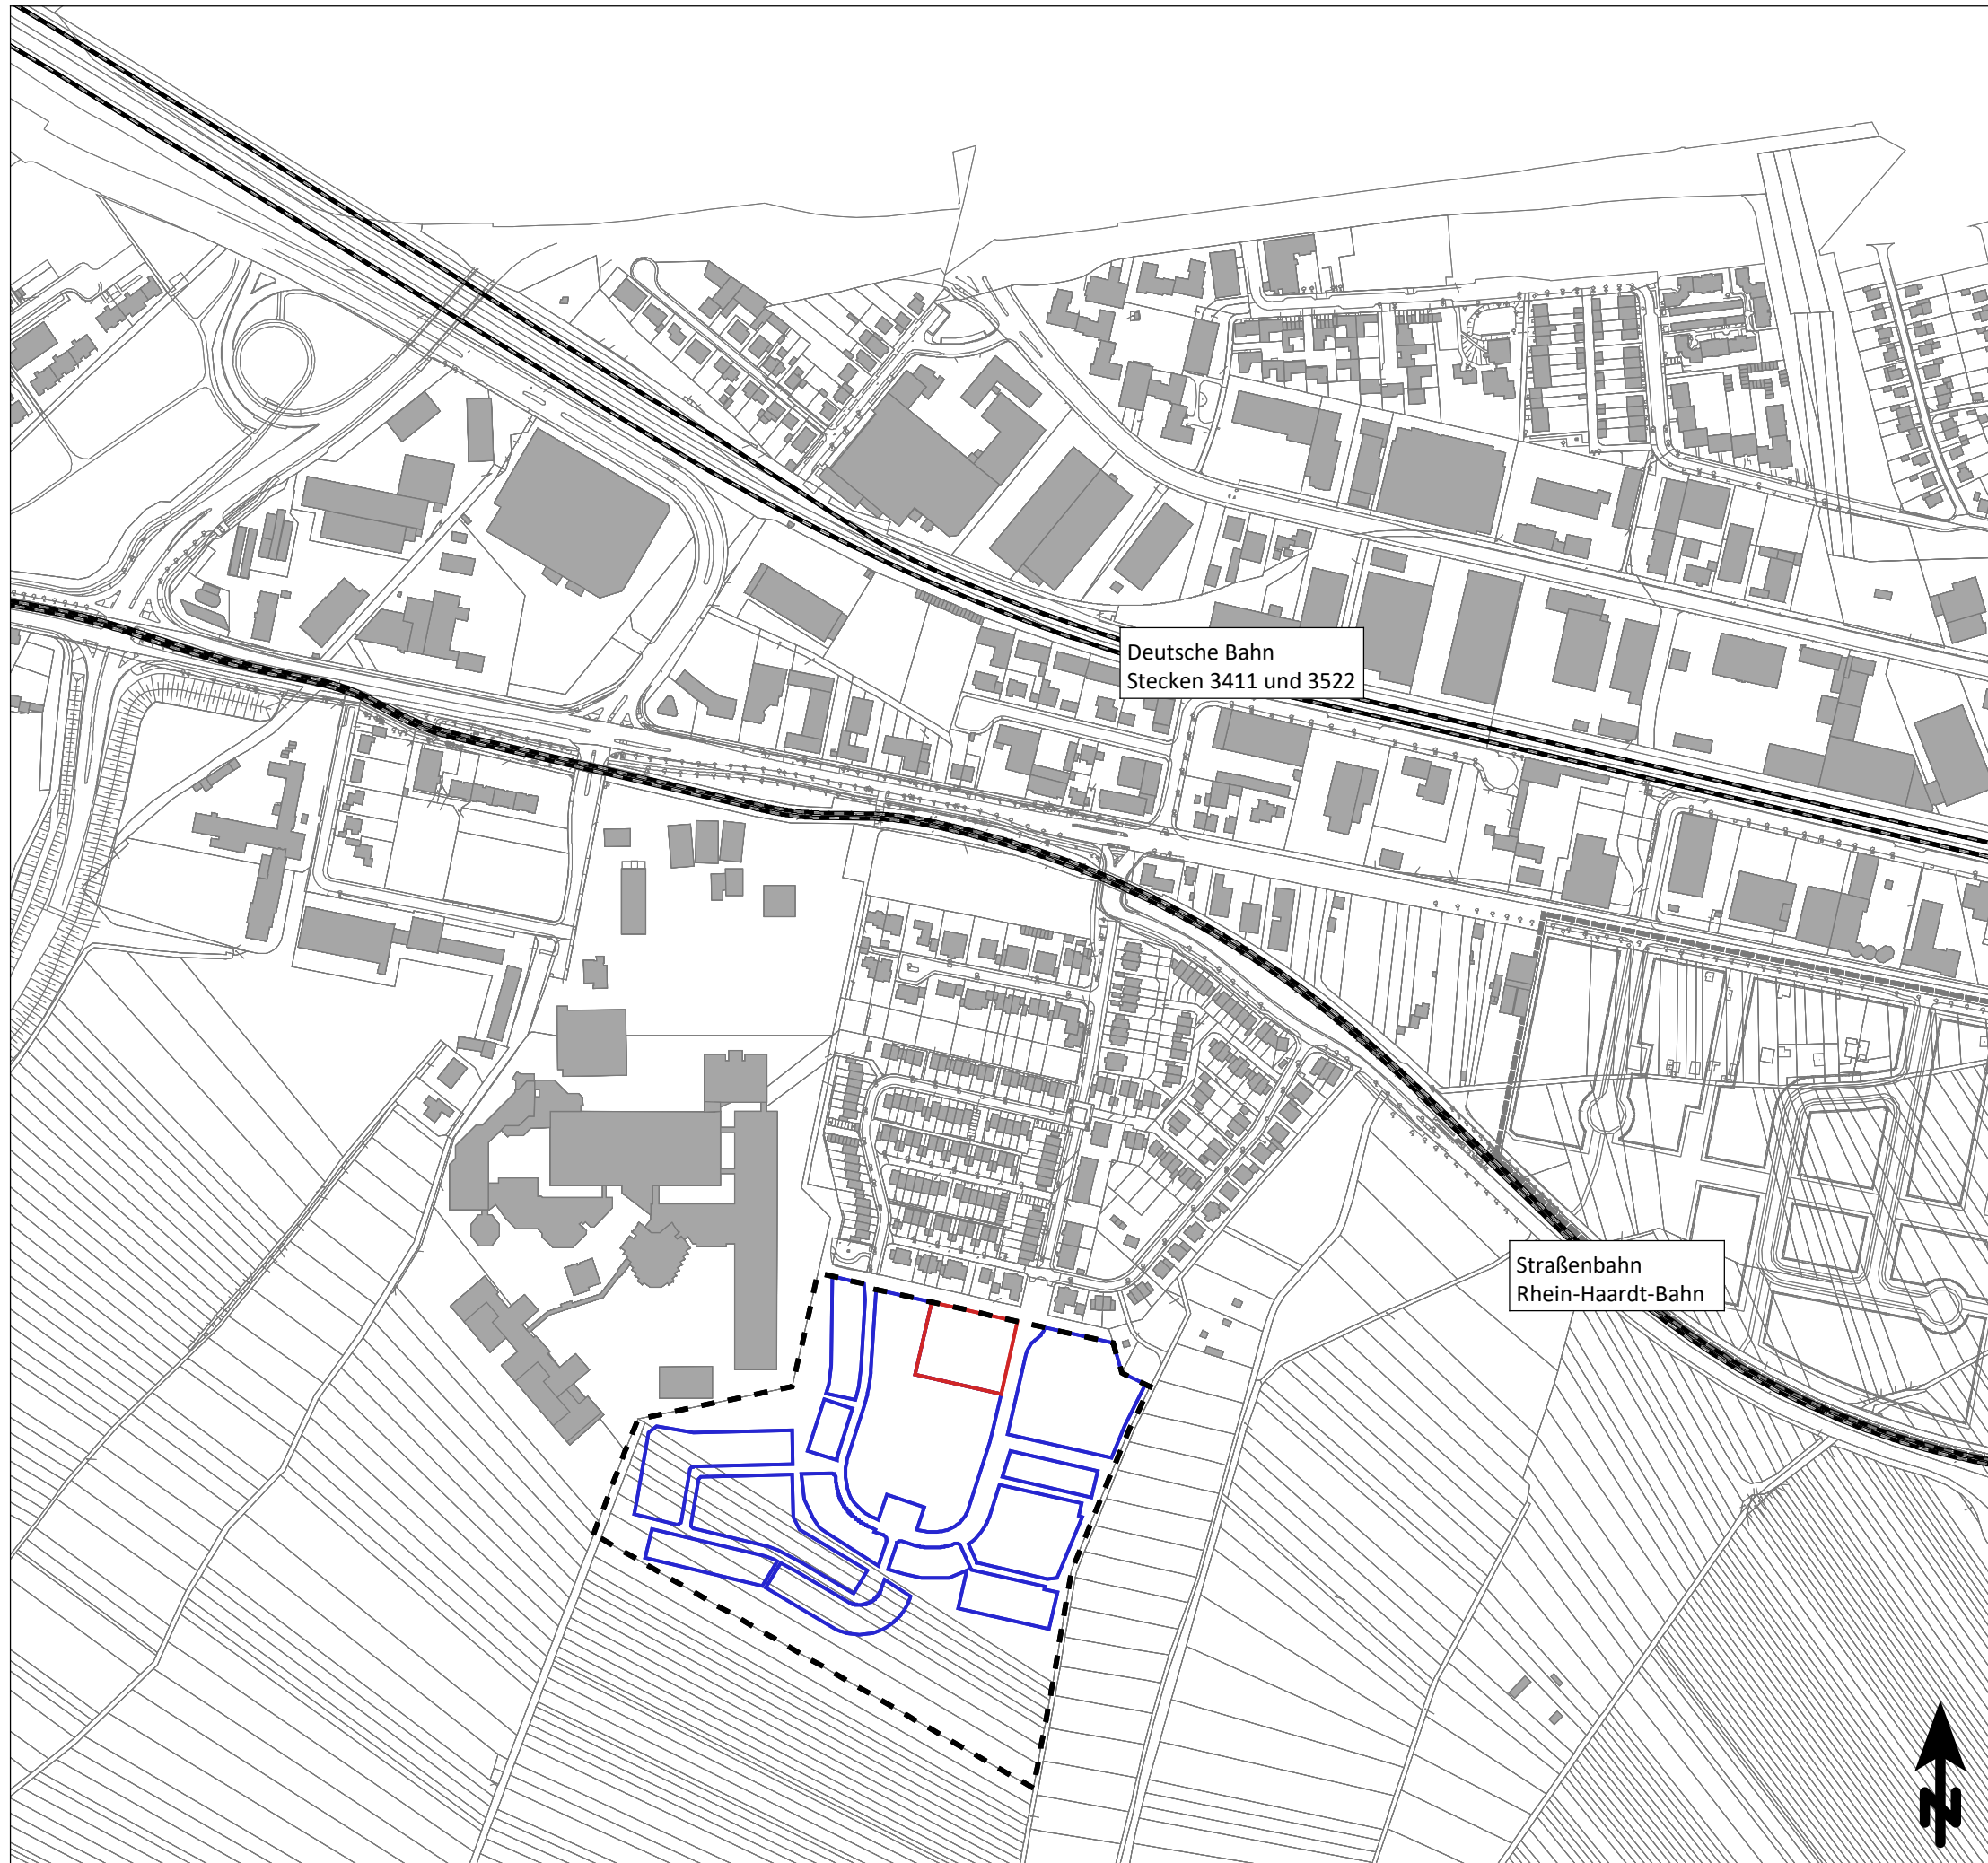 Deutsche Bahn
Stecken 3411 und 3522
Straßenbahn
Rhein-Haardt-Bahn
N